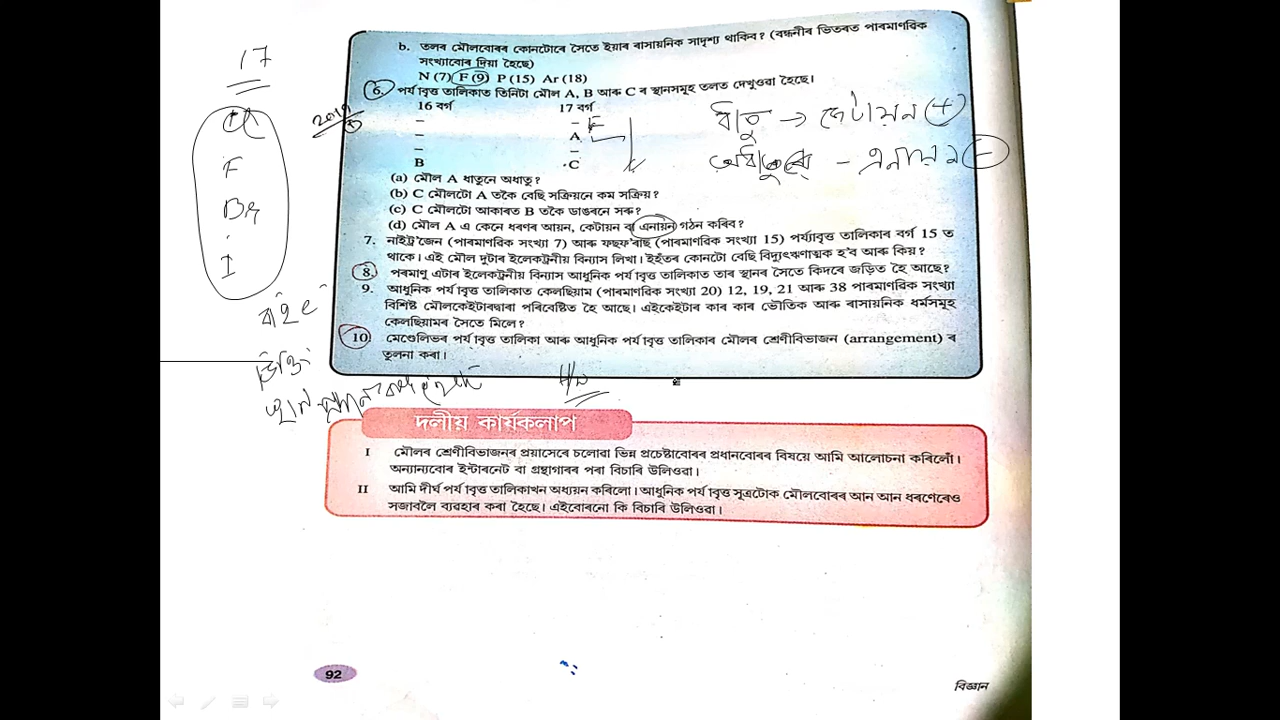 b. তলৰ মৌলবোৰৰ কোনটোৰে সৈতে ইয়াৰ ৰাসায়নিক সাদৃশ্য থাকিব? (বন্ধনীৰ ভিতৰত পাৰমাণৱিক
সংখ্যাবোৰ দিয়া হৈছে)
N (7) F (9) P (15) Ar (18)
6. পৰ্যাবৃত্ত তালিকাত তিনিটা মৌল A, B আৰু C ৰ স্থানসমূহ তলত দেখুওৱা হৈছে।
16 বৰ্গ 17 বৰ্গ
– –
– A
– –
B C
(a) মৌল A ধাতুনে অধাতু?
(b) C মৌলটো A তকৈ বেছি সক্ৰিয়নে কম সক্ৰিয়?
(c) C মৌলটো আকাৰত B তকৈ ডাঙৰনে সৰু?
(d) মৌল A এ কেনে ধৰণৰ আয়ন, কেটায়ন বা এনায়ন গঠন কৰিব?
7. নাইট্ৰ'জেন (পাৰমাণৱিক সংখ্যা 7) আৰু ফছফ'ৰাছ (পাৰমাণৱিক সংখ্যা 15) পৰ্য্যাবৃত্ত তালিকাৰ বৰ্গ 15 ত
থাকে। এই মৌল দুটাৰ ইলেকট্ৰনীয় বিন্যাস লিখা। ইহঁতৰ কোনটো বেছি বিদ্যুৎঋণাত্মক হ'ব আৰু কিয়?
8. পৰমাণু এটাৰ ইলেকট্ৰনীয় বিন্যাস আধুনিক পৰ্যাবৃত্ত তালিকাত তাৰ স্থানৰ সৈতে কিদৰে জড়িত হৈ আছে?
9. আধুনিক পৰ্যাবৃত্ত তালিকাত কেলছিয়াম (পাৰমাণৱিক সংখ্যা 20) 12, 19, 21 আৰু 38 পাৰমাণৱিক সংখ্যা
বিশিষ্ট মৌলকেইটাৰদ্বাৰা পৰিবেষ্টিত হৈ আছে। এইকেইটাৰ কাৰ কাৰ ভৌতিক আৰু ৰাসায়নিক ধৰ্মসমূহ
কেলছিয়ামৰ সৈতে মিলে?
10. মেণ্ডেলিভৰ পৰ্যাবৃত্ত তালিকা আৰু আধুনিক পৰ্যাবৃত্ত তালিকাৰ মৌলৰ শ্ৰেণীবিভাজন (arrangement) ৰ
তুলনা কৰা।
17
F
Br
I
ধাতু → কেটায়ন +
– এনায়ন –
H/W
দলীয় কাৰ্যকলাপ
I মৌলৰ শ্ৰেণীবিভাজনৰ প্ৰয়াসেৰে চলোৱা ভিন্ন প্ৰচেষ্টাবোৰৰ প্ৰধানবোৰৰ বিষয়ে আমি আলোচনা কৰিলোঁ।
অন্যান্যবোৰ ইন্টাৰনেট বা গ্ৰন্থাগাৰৰ পৰা বিচাৰি উলিওৱা।
II আমি দীৰ্ঘ পৰ্যাবৃত্ত তালিকাখন অধ্যয়ন কৰিলো। আধুনিক পৰ্যাবৃত্ত সূত্ৰটোক মৌলবোৰৰ আন আন ধৰণেৰেও
সজাবলৈ ব্যৱহাৰ কৰা হৈছে। এইবোৰনো কি বিচাৰি উলিওৱা।
92
বিজ্ঞান